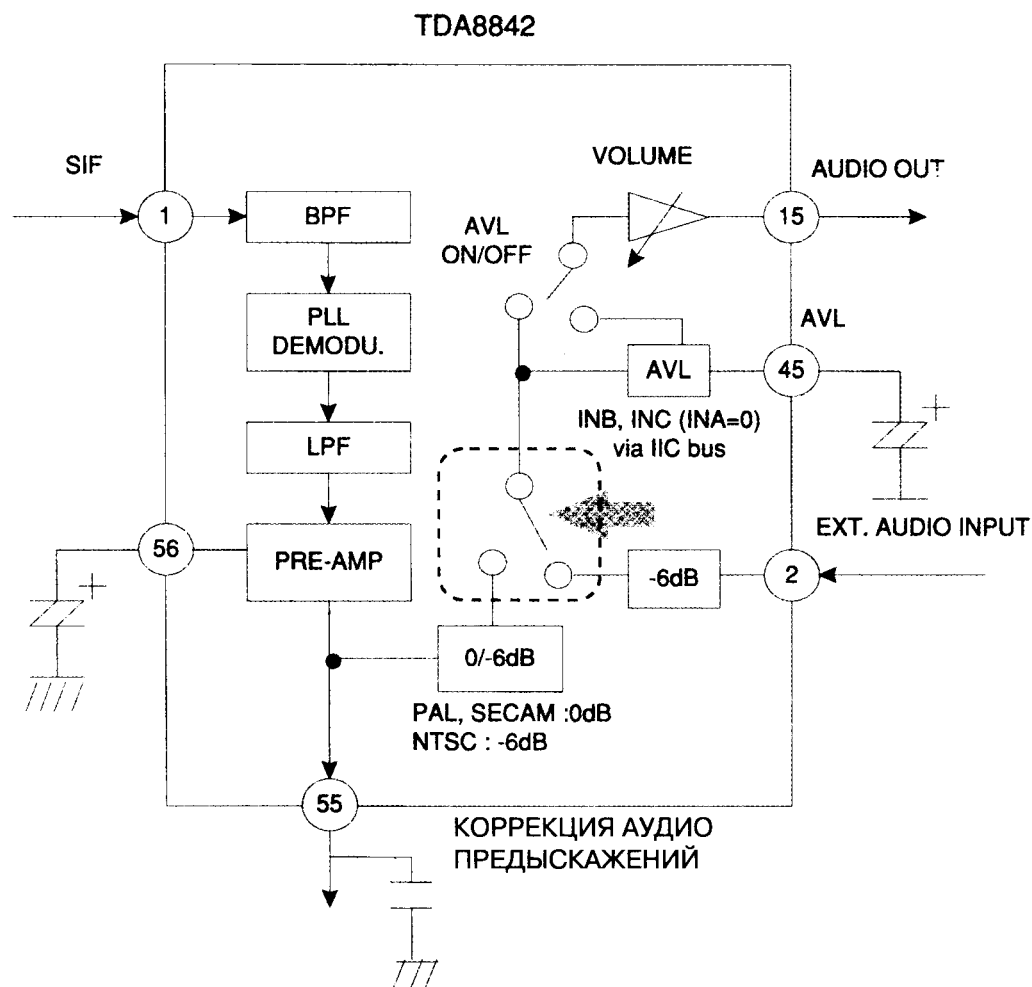 TDA8842
SIF
VOLUME
AUDIO OUT
1
BPF
AVL
ON/OFF
15
PLL
DEMODU.
AVL
AVL
45
LPF
INB, INC (INA=0)
via IIC bus
+
56
PRE-AMP
EXT. AUDIO INPUT
-6dB
2
+
0/-6dB
PAL, SECAM :0dB
NTSC : -6dB
55
КОРРЕКЦИЯ АУДИО
ПРЕДЫСКАЖЕНИЙ